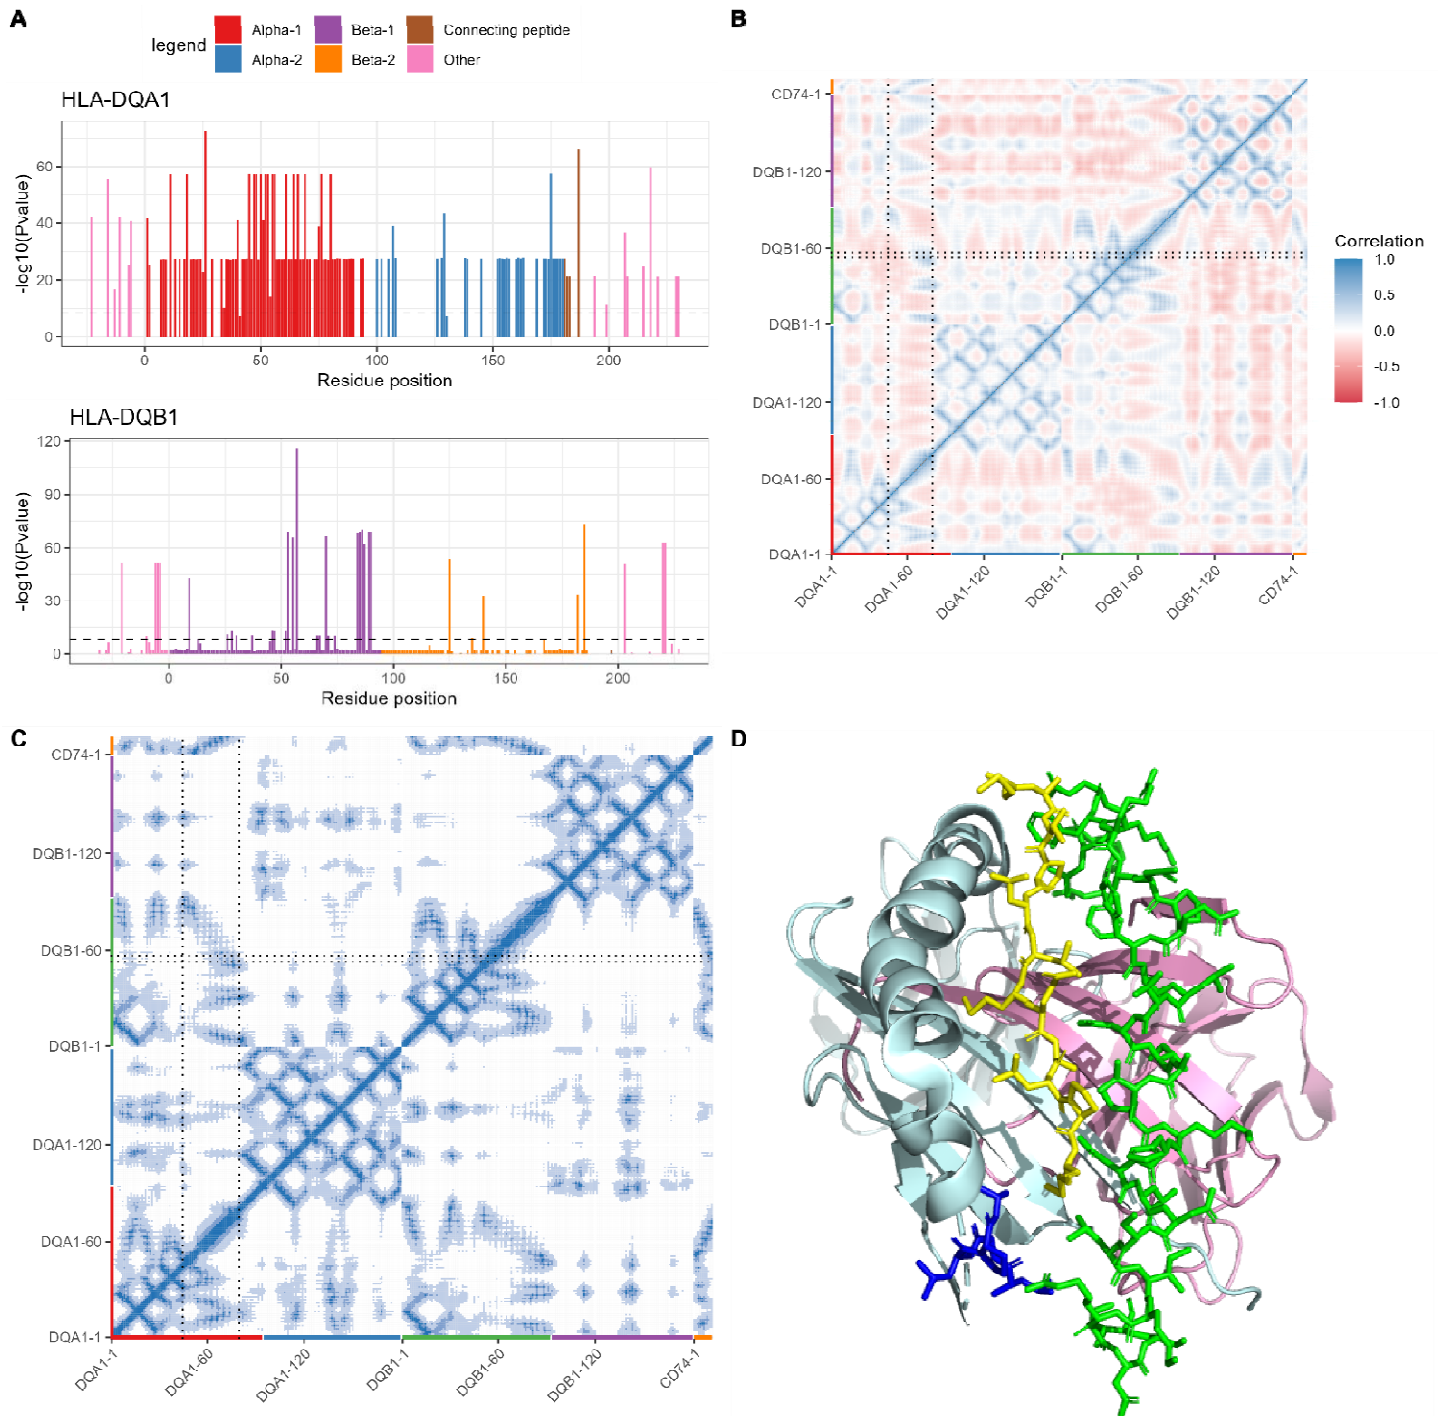 A
legend
Alpha-1
Beta-1
Connecting peptide
Alpha-2
Beta-2
Other
HLA-DQA1
-log10(Pvalue)
60
40
20
0
0
50
100
150
200
Residue position
HLA-DQB1
-log10(Pvalue)
120
90
60
30
0
0
50
100
150
200
Residue position
B
CD74-1
DQB1-120
DQB1-60
DQB1-1
DQA1-120
DQA1-60
DQA1-1
DQA1-1
DQA1-60
DQA1-120
DQB1-1
DQB1-60
DQB1-120
CD74-1
Correlation
1.0
0.5
0.0
-0.5
-1.0
C
CD74-1
DQB1-120
DQB1-60
DQB1-1
DQA1-120
DQA1-60
DQA1-1
DQA1-1
DQA1-60
DQA1-120
DQB1-1
DQB1-60
DQB1-120
CD74-1
D